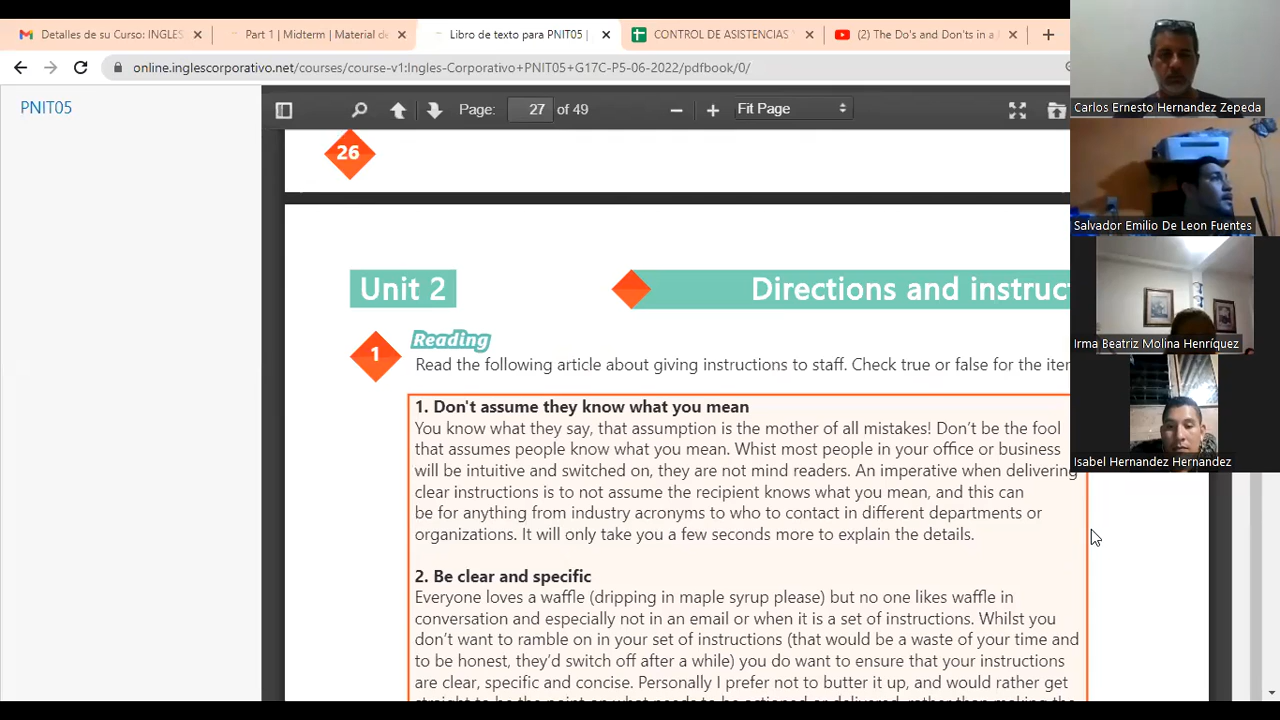 Detalles de su Curso: INGLES
Part 1 | Midterm | Material de
Libro de texto para PNIT05 |
CONTROL DE ASISTENCIAS Y
(2) The Do's and Don'ts in a
online.inglescorporativo.net/courses/course-v1:Ingles-Corporativo+PNIT05+G17C-P5-06-2022/pdfbook/0/
PNIT05
Page: 27 of 49
Fit Page
26
Unit 2
Directions and instruct
1
Reading
Read the following article about giving instructions to staff. Check true or false for the
1. Don't assume they know what you mean
You know what they say, that assumption is the mother of all mistakes! Don't be the fool
that assumes people know what you mean. Whist most people in your office or business
will be intuitive and switched on, they are not mind readers. An imperative when delivering
clear instructions is to not assume the recipient knows what you mean, and this can
be for anything from industry acronyms to who to contact in different departments or
organizations. It will only take you a few seconds more to explain the details.
2. Be clear and specific
Everyone loves a waffle (dripping in maple syrup please) but no one likes waffle in
conversation and especially not in an email or when it is a set of instructions. Whilst you
don't want to ramble on in your set of instructions (that would be a waste of your time and
to be honest, they'd switch off after a while) you do want to ensure that your instructions
are clear, specific and concise. Personally I prefer not to butter it up, and would rather get
Carlos Ernesto Hernandez Zepeda
Salvador Emilio De Leon Fuentes
Irma Beatriz Molina Henríquez
Isabel Hernandez Hernandez